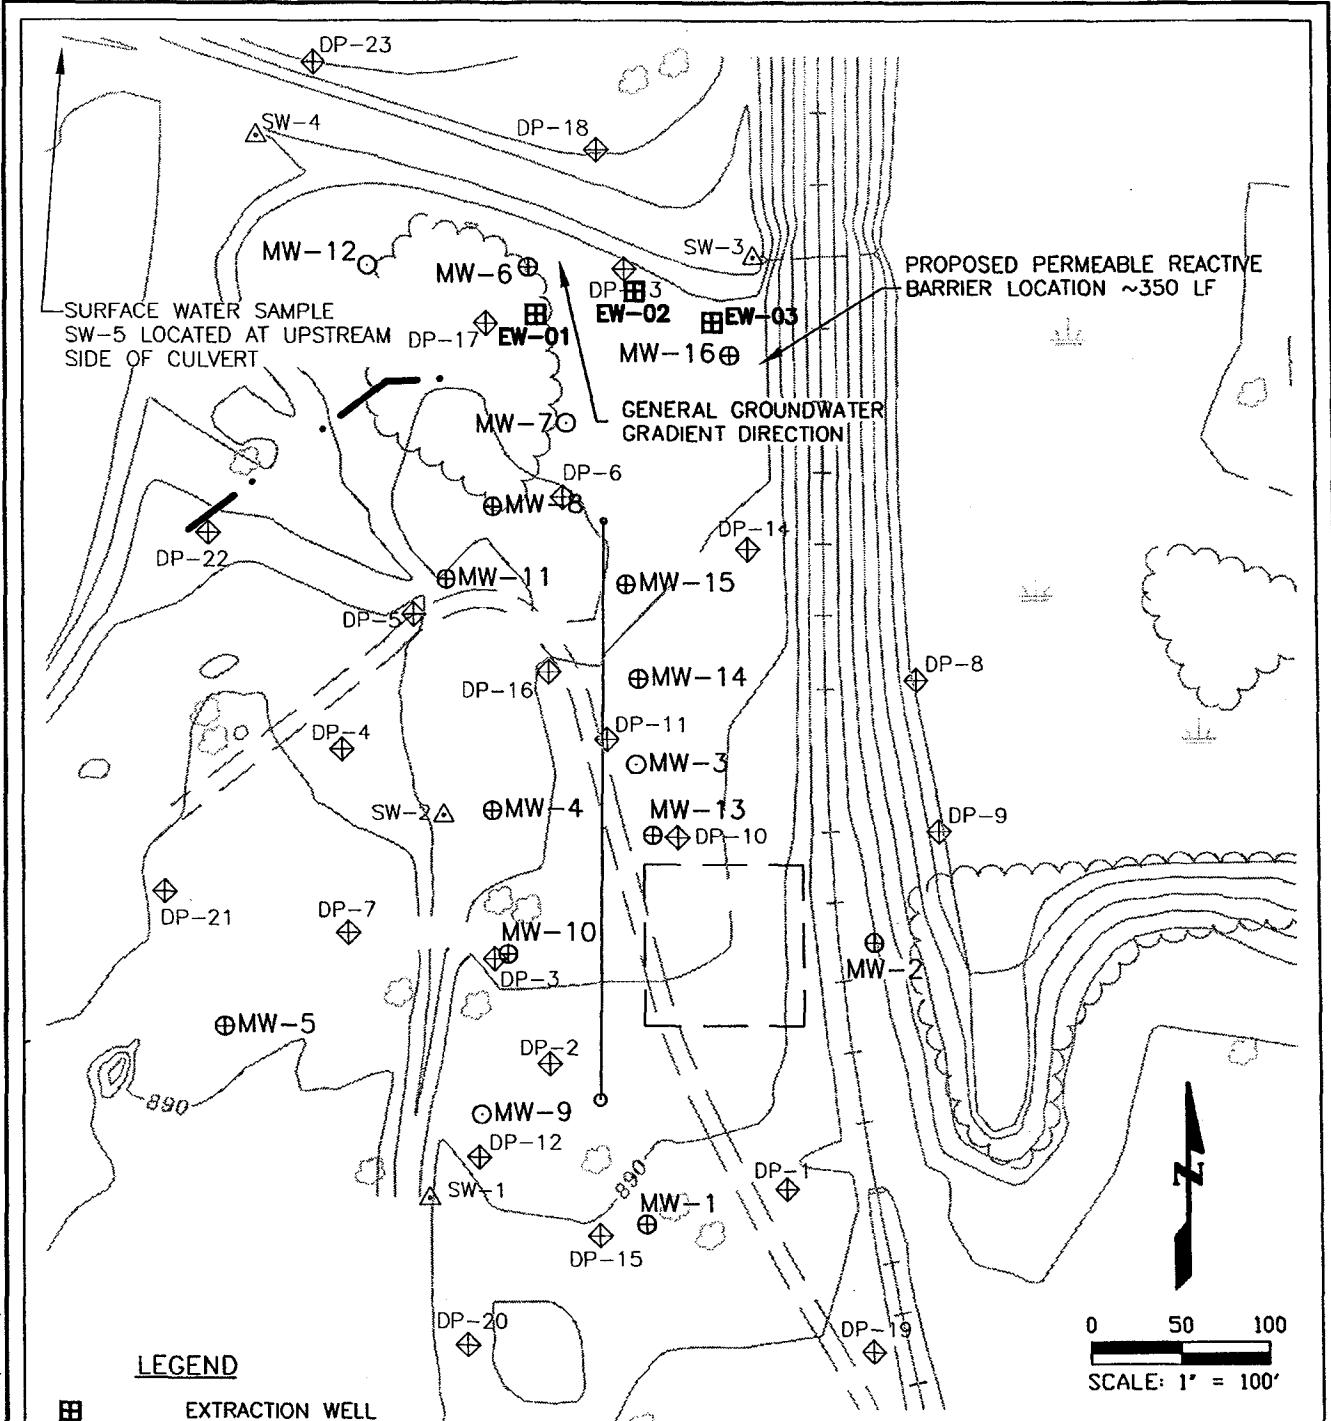 DP-23
SW-4
DP-18
MW-12
MW-6
SW-3
PROPOSED PERMEABLE REACTIVE
BARRIER LOCATION ~350 LF
SURFACE WATER SAMPLE
SW-5 LOCATED AT UPSTREAM
SIDE OF CULVERT
DP-13
EW-02
EW-03
DP-17
EW-01
MW-16
GENERAL GROUNDWATER
GRADIENT DIRECTION
MW-7
DP-6
MW-8
DP-14
DP-22
MW-11
MW-15
DP-5
DP-8
DP-16
MW-14
DP-11
DP-4
MW-3
SW-2
MW-4
MW-13
DP-10
DP-9
DP-21
DP-7
MW-10
DP-3
MW-2
MW-5
DP-2
890
MW-9
DP-12
890
DP-1
SW-1
MW-1
DP-15
Z
DP-20
DP-19
0 50 100
SCALE: 1" = 100'
LEGEND
EXTRACTION WELL